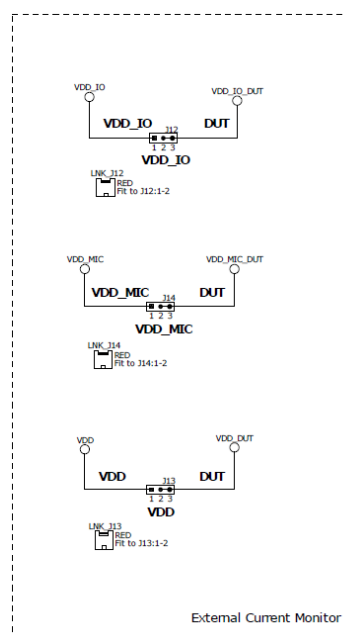 VDD_IO
VDD_IO_DUT
VDD_IO
J12
DUT
1 2 3
VDD_IO
LNK_J12
RED
Fit to J12:1-2
VDD_MIC
VDD_MIC_DUT
VDD_MIC
J14
DUT
1 2 3
VDD_MIC
LNK_J14
RED
Fit to J14:1-2
VDD
VDD_DUT
VDD
J13
DUT
1 2 3
VDD
LNK_J13
RED
Fit to J13:1-2
External Current Monitor